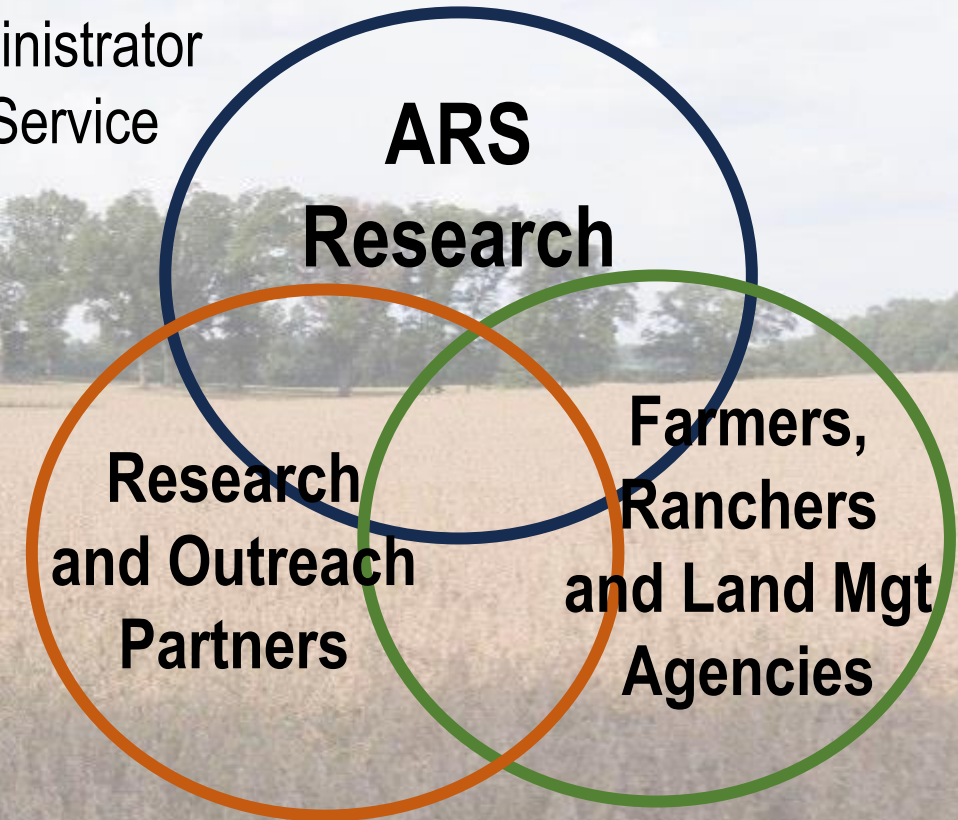 inistrator
Service
ARS
Research
Research
and Outreach
Partners
Farmers,
Ranchers
and Land Mgt
Agencies